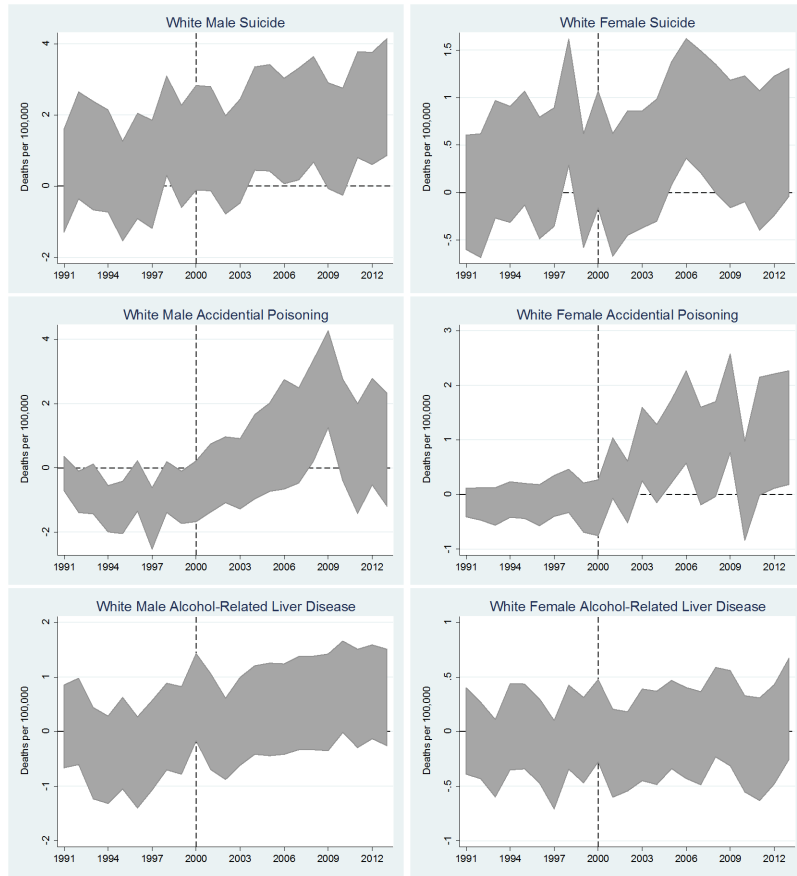 White Male Suicide
Deaths per 100,000
4
2
0
-2
1991 1994 1997 2000 2003 2006 2009 2012
White Female Suicide
Deaths per 100,000
1.5
1
.5
0
-.5
1991 1994 1997 2000 2003 2006 2009 2012
White Male Accidential Poisoning
Deaths per 100,000
4
2
0
-2
1991 1994 1997 2000 2003 2006 2009 2012
White Female Accidential Poisoning
Deaths per 100,000
3
2
1
0
-1
1991 1994 1997 2000 2003 2006 2009 2012
White Male Alcohol-Related Liver Disease
Deaths per 100,000
2
1
0
-1
-2
1991 1994 1997 2000 2003 2006 2009 2012
White Female Alcohol-Related Liver Disease
Deaths per 100,000
1
.5
0
-.5
-1
1991 1994 1997 2000 2003 2006 2009 2012